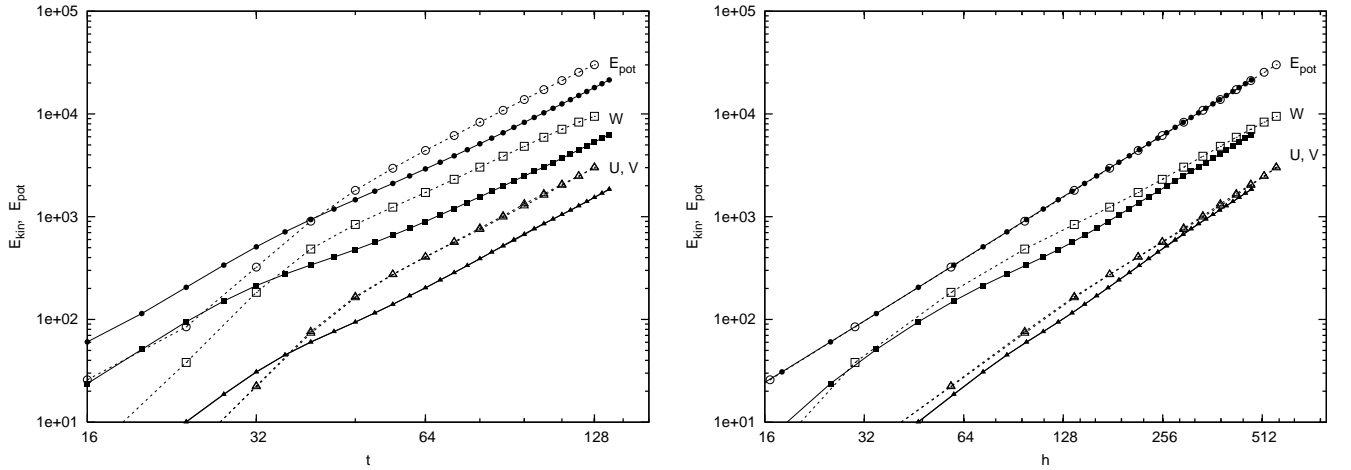 1e+05
1e+04
1e+03
1e+02
1e+01
16
32
64
128
t
E_kin, E_pot
E_pot
W
U, V
1e+05
1e+04
1e+03
1e+02
1e+01
16
32
64
128
256
512
h
E_kin, E_pot
E_pot
W
U, V